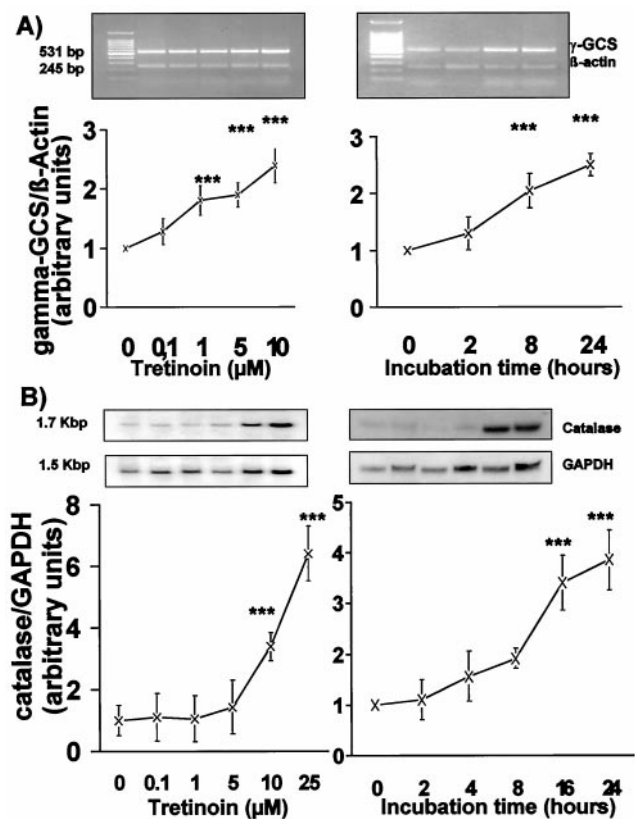 A)
531 bp
245 bp
γ-GCS
ß-actin
gamma-GCS/ß-Actin
(arbitrary units)
3
2
1
0
***
***
***
0 0,1 1 5 10
Tretinoin (µM)
3
2
1
0
***
***
0 2 8 24
Incubation time (hours)
B)
1.7 Kbp
1.5 Kbp
Catalase
GAPDH
catalase/GAPDH
(arbitrary units)
8
6
4
2
0
***
***
0 0.1 1 5 10 25
Tretinoin (µM)
5
4
3
2
1
0
***
***
0 2 4 8 16 24
Incubation time (hours)